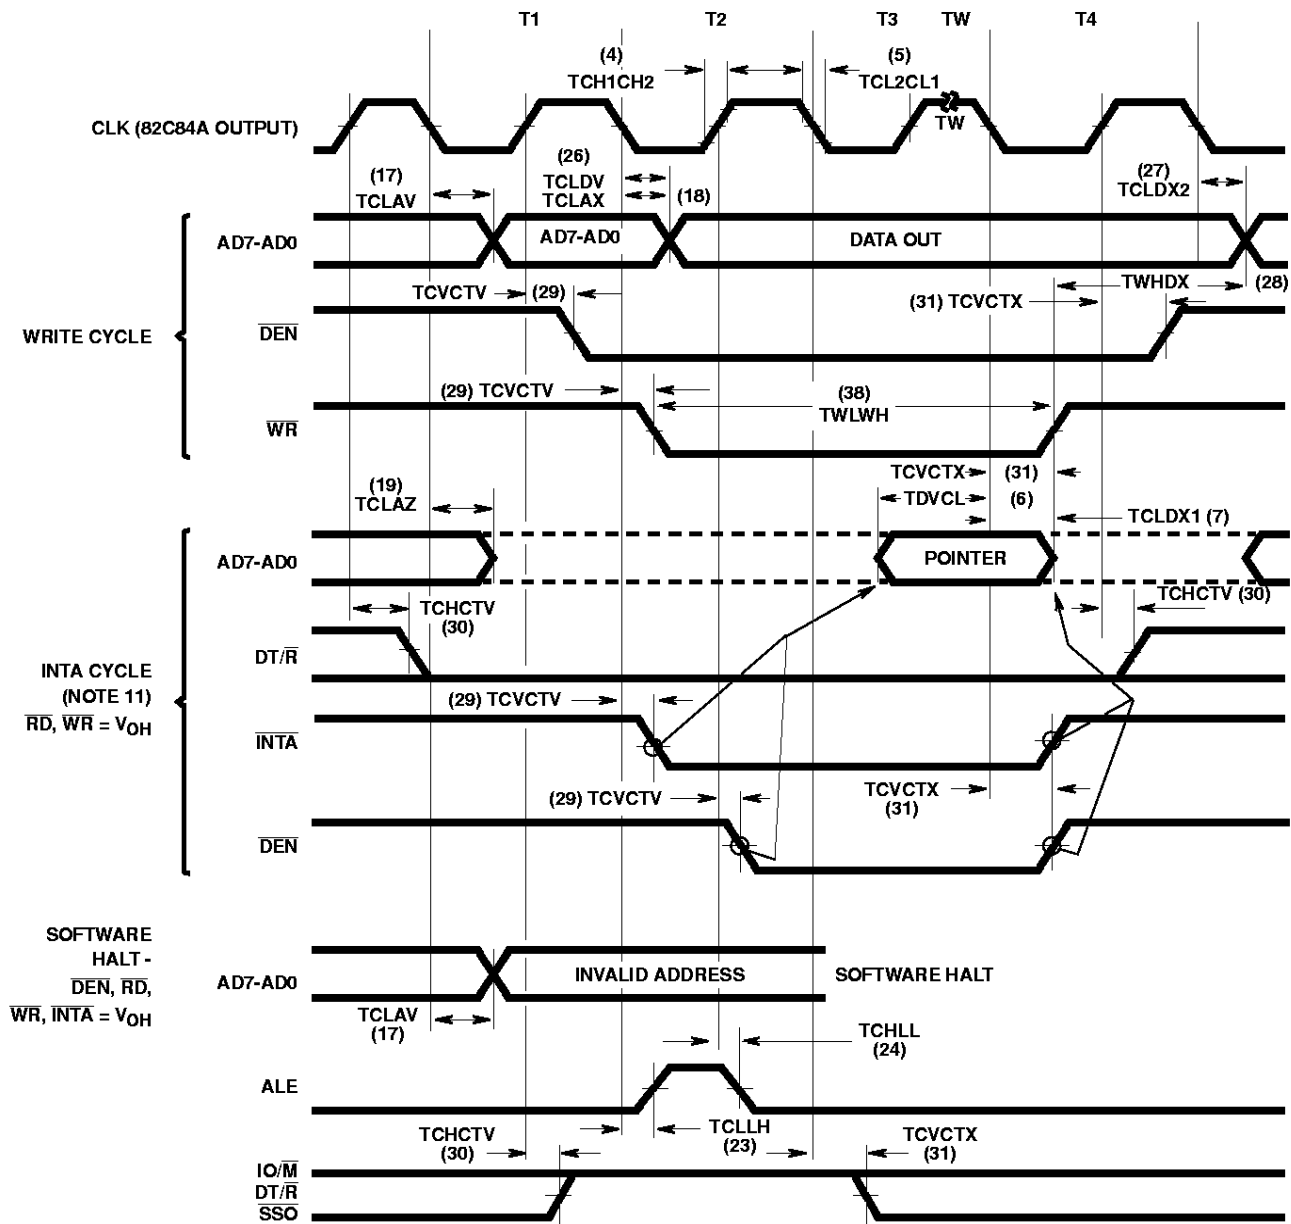 T1 T2 T3 TW T4
(4) (5)
TCH1CH2 TCL2CL1
CLK (82C84A OUTPUT) TW
(17) (26) (27)
TCLAV TCLDV TCLDX2
TCLAX (18)
AD7-AD0 AD7-AD0 DATA OUT
TCVCTV (29) (31) TCVCTX TWHDX (28)
WRITE CYCLE DEN
(29) TCVCTV (38)
TWLWH
WR
TCVCTX (31)
(19) TDVCL (6)
TCLAZ
TCLDX1 (7)
AD7-AD0 POINTER
TCHCTV TCHCTV (30)
(30)
DT/R
INTA CYCLE
(NOTE 11) (29) TCVCTV
RD, WR = VOH INTA
(29) TCVCTV TCVCTX
(31)
DEN
SOFTWARE
HALT -
DEN, RD,
WR, INTA = VOH
AD7-AD0 INVALID ADDRESS SOFTWARE HALT
TCLAV
(17)
TCHLL
(24)
ALE
TCLLH
(23)
TCHCTV
(30)
TCVCTX
(31)
IO/M
DT/R
SSO